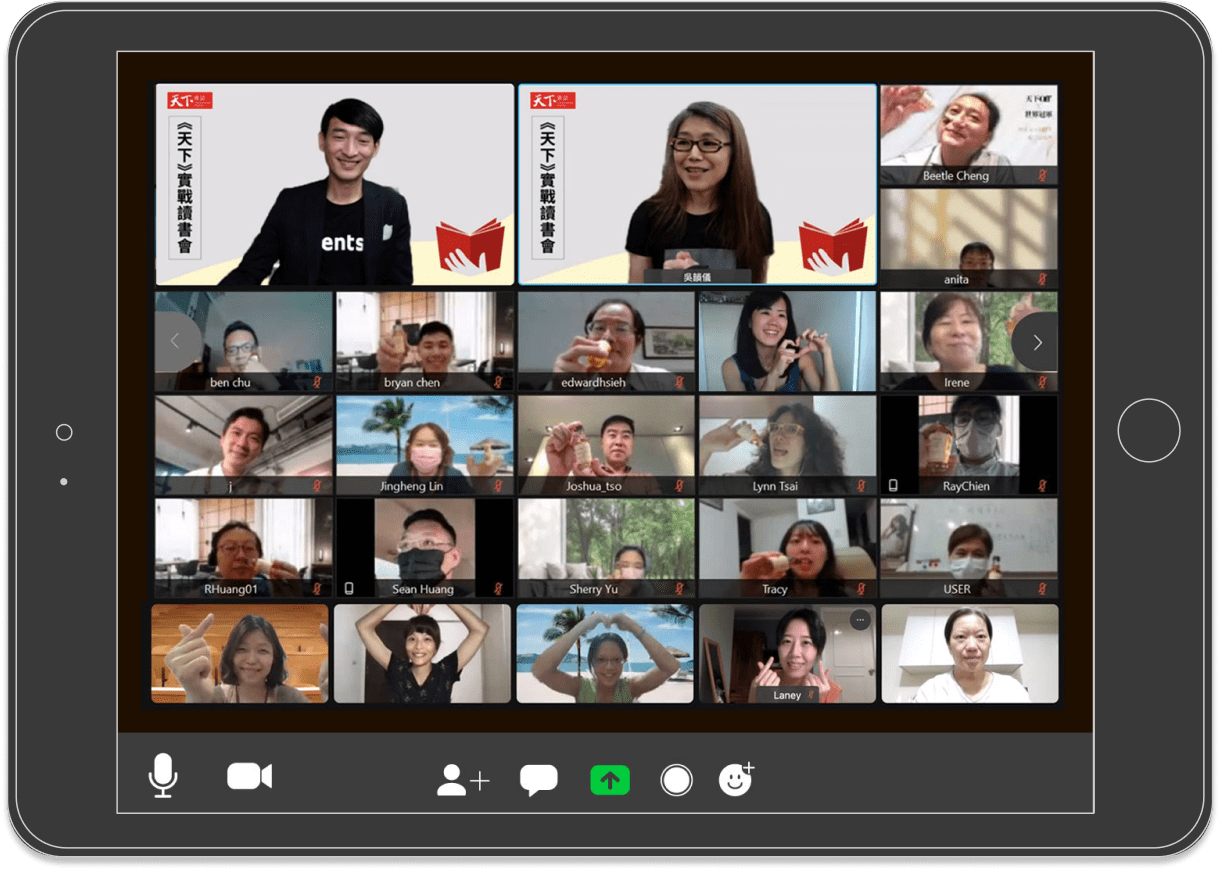 天下
《天下》實戰讀書會
ents
天下
《天下》實戰讀書會
吳韻儀
Beetle Cheng
anita
ben chu
bryan chen
edwardhsieh
Irene
j
Jingheng Lin
Joshua_tso
Lynn Tsai
RayChien
RHuang01
Sean Huang
Sherry Yu
Tracy
USER
Laney